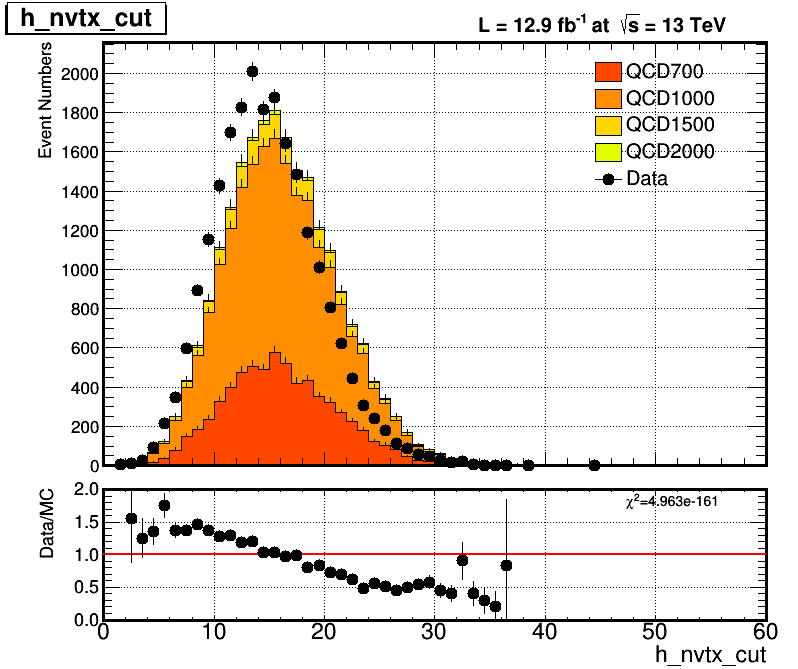 h_nvtx_cut
L = 12.9 fb⁻¹ at √s = 13 TeV
Event Numbers
2000
1800
1600
1400
1200
1000
800
600
400
200
0
QCD700
QCD1000
QCD1500
QCD2000
Data
Data/MC
2.0
1.5
1.0
0.5
0.0
χ²=4.963e-161
0 10 20 30 40 50 60
h_nvtx_cut